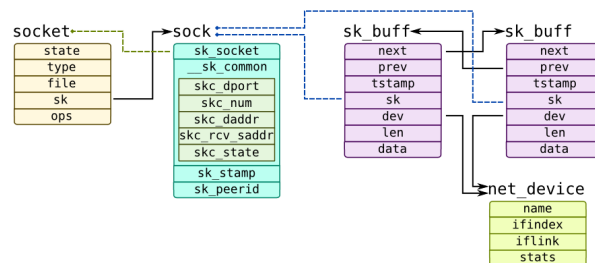 socket
state
type
file
sk
ops
sock
sk_socket
__sk_common
skc_dport
skc_num
skc_daddr
skc_rcv_saddr
skc_state
sk_stamp
sk_peerid
sk_buff
next
prev
tstamp
sk
dev
len
data
sk_buff
next
prev
tstamp
sk
dev
len
data
net_device
name
ifindex
iflink
stats